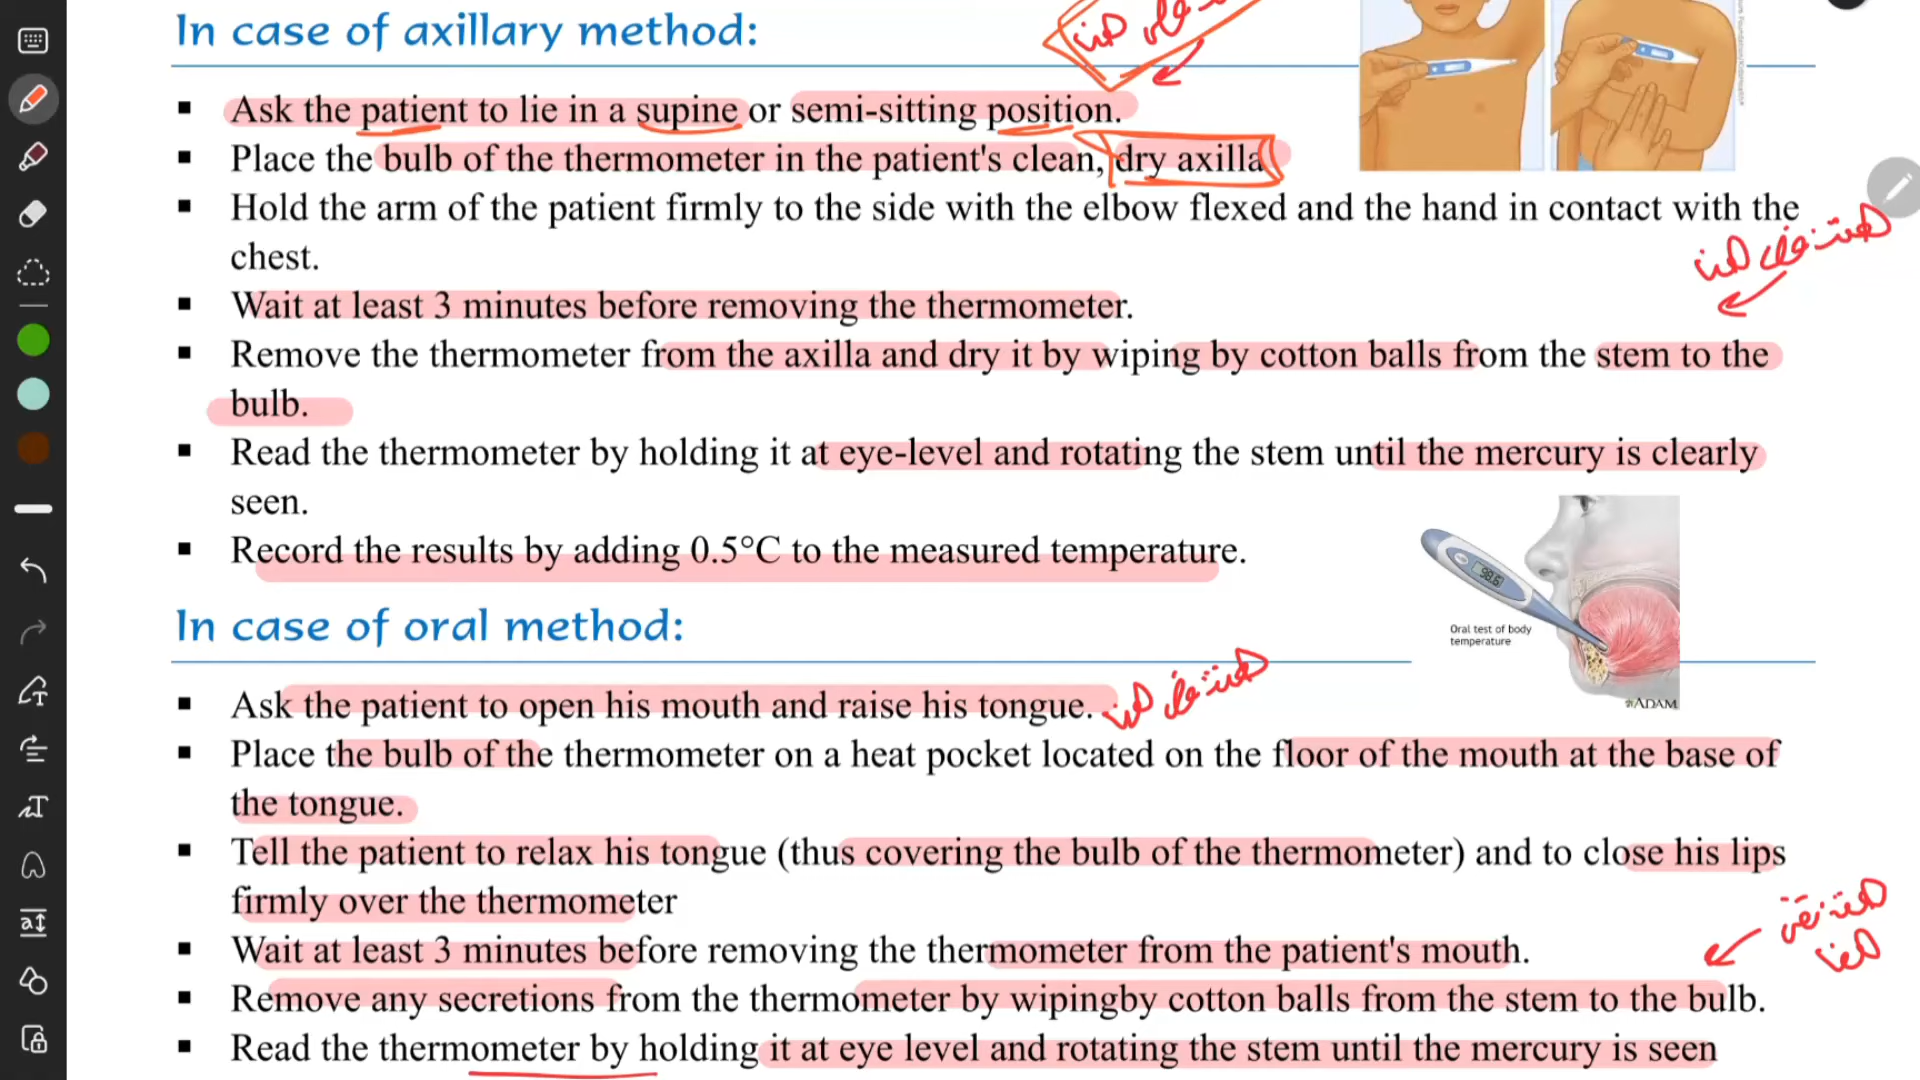 In case of axillary method:
▪ Ask the patient to lie in a supine or semi-sitting position.
▪ Place the bulb of the thermometer in the patient's clean, dry axilla
▪ Hold the arm of the patient firmly to the side with the elbow flexed and the hand in contact with the
chest.
▪ Wait at least 3 minutes before removing the thermometer.
▪ Remove the thermometer from the axilla and dry it by wiping by cotton balls from the stem to the
bulb.
▪ Read the thermometer by holding it at eye-level and rotating the stem until the mercury is clearly
seen.
▪ Record the results by adding 0.5°C to the measured temperature.
98.6
In case of oral method:
Oral test of body
temperature
ADAM
▪ Ask the patient to open his mouth and raise his tongue.
▪ Place the bulb of the thermometer on a heat pocket located on the floor of the mouth at the base of
the tongue.
▪ Tell the patient to relax his tongue (thus covering the bulb of the thermometer) and to close his lips
firmly over the thermometer
▪ Wait at least 3 minutes before removing the thermometer from the patient's mouth.
▪ Remove any secretions from the thermometer by wipingby cotton balls from the stem to the bulb.
▪ Read the thermometer by holding it at eye level and rotating the stem until the mercury is seen